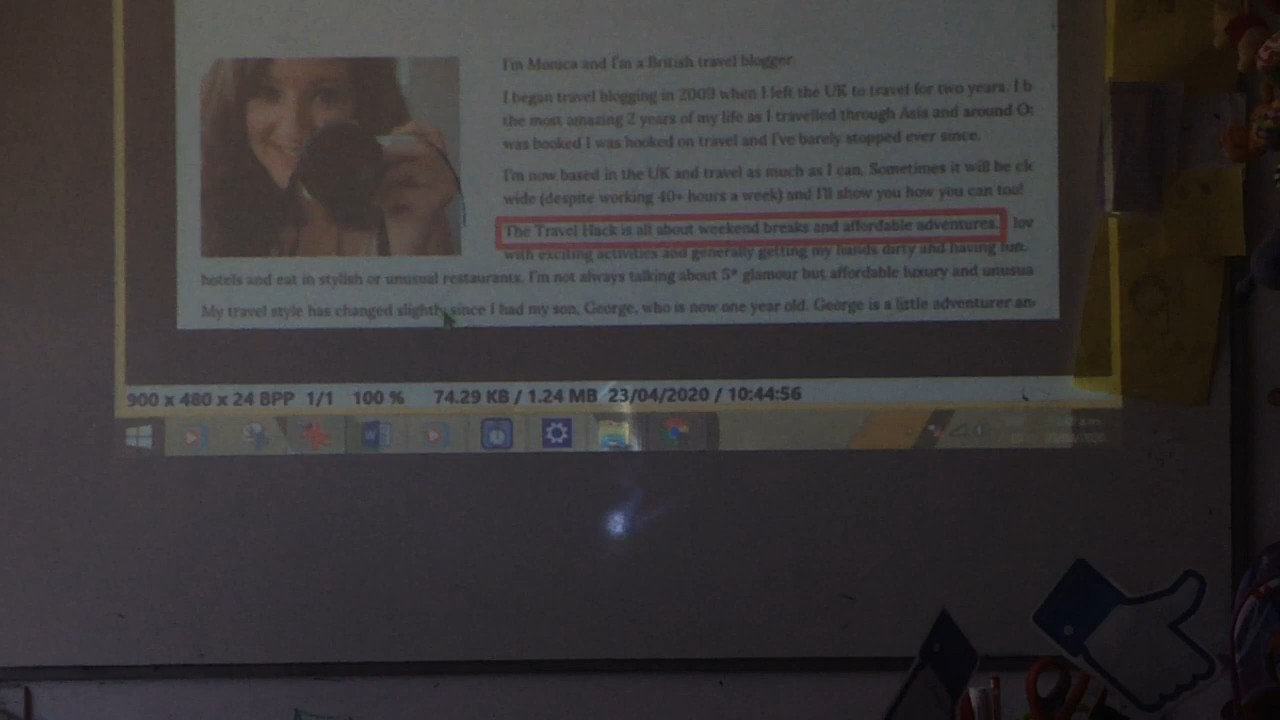 I'm Monica and I'm a British travel blogger
I began travel blogging in 2009 when I left the UK to travel for two years. I b
the most amazing 2 years of my life as I travelled through Asia and around O
was booked I was hooked on travel and I've barely stopped ever since.
I'm now based in the UK and travel as much as I can. Sometimes it will be ck
wide (despite working 40+ hours a week) and I'll show you how you can too!
The Travel Hack is all about weekend breaks and affordable adventures. lov
with exciting activities and generally getting my hands dirty and having fun.
hotels and eat in stylish or unusual restaurants. I'm not always talking about 5* glamour but affordable luxury and unusua
My travel style has changed slightly since I had my son, George, who is now one year old. George is a little adventurer an
900 x 480 x 24 BPP 1/1 100 % 74.29 KB / 1.24 MB 23/04/2020 / 10:44:56
W